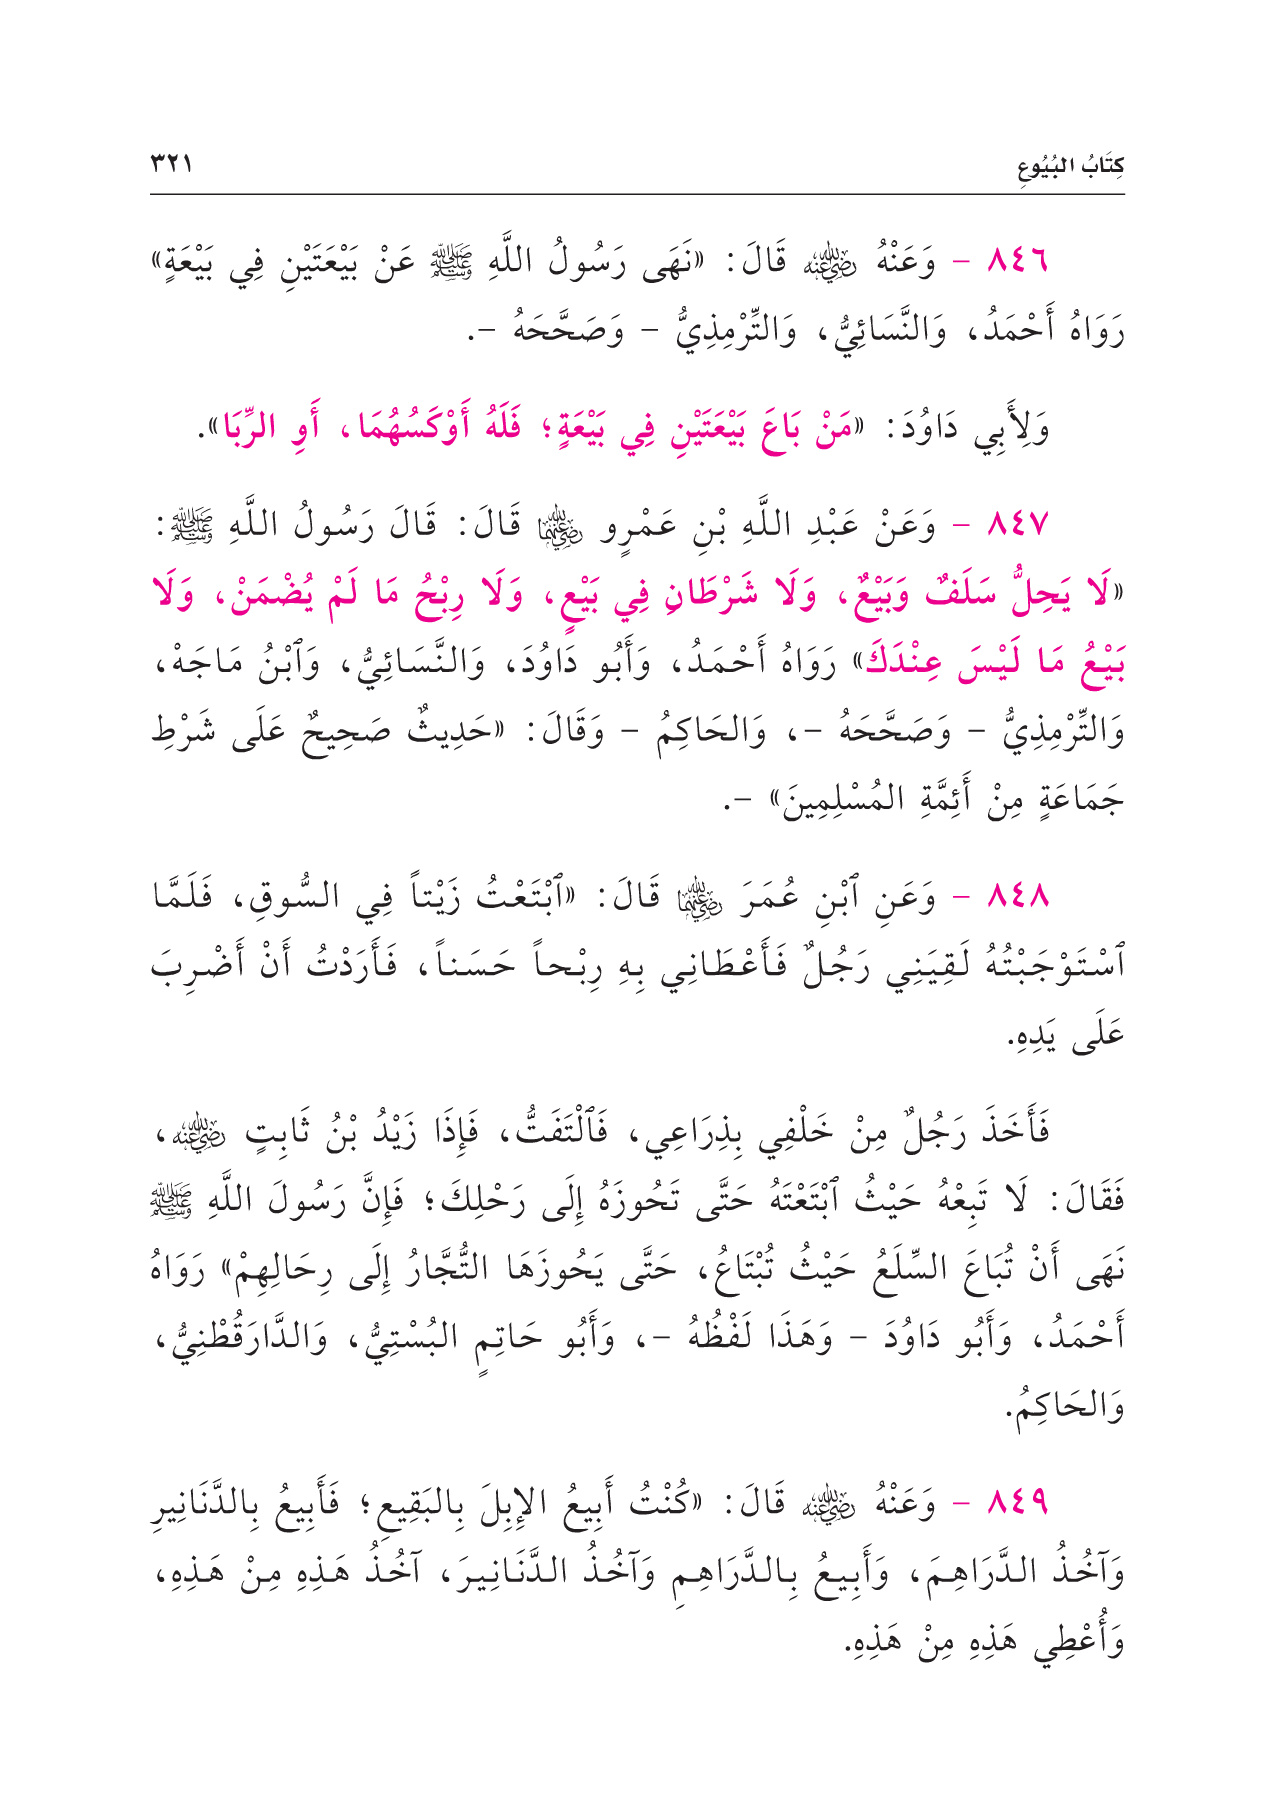 كِتَابُ البُيُوعِ ٣٢١
٨٤٦ - وَعَنْهُ ﵁ قَالَ: «نَهَى رَسُولُ اللَّهِ ﷺ عَنْ بَيْعَتَيْنِ فِي بَيْعَةٍ»
رَوَاهُ أَحْمَدُ، وَالنَّسَائِيُّ، وَالتِّرْمِذِيُّ - وَصَحَّحَهُ -.
وَلِأَبِي دَاوُدَ: «مَنْ بَاعَ بَيْعَتَيْنِ فِي بَيْعَةٍ؛ فَلَهُ أَوْكَسُهُمَا، أَوِ الرِّبَا».
٨٤٧ - وَعَنْ عَبْدِ اللَّهِ بْنِ عَمْرٍو ﵄ قَالَ: قَالَ رَسُولُ اللَّهِ ﷺ:
«لَا يَحِلُّ سَلَفٌ وَبَيْعٌ، وَلَا شَرْطَانِ فِي بَيْعٍ، وَلَا رِبْحُ مَا لَمْ يُضْمَنْ، وَلَا
بَيْعُ مَا لَيْسَ عِنْدَكَ» رَوَاهُ أَحْمَدُ، وَأَبُو دَاوُدَ، وَالنَّسَائِيُّ، وَٱبْنُ مَاجَهْ،
وَالتِّرْمِذِيُّ - وَصَحَّحَهُ -، وَالحَاكِمُ - وَقَالَ: «حَدِيثٌ صَحِيحٌ عَلَى شَرْطِ
جَمَاعَةٍ مِنْ أَئِمَّةِ المُسْلِمِينَ» -.
٨٤٨ - وَعَنِ ٱبْنِ عُمَرَ ﵄ قَالَ: «ٱبْتَعْتُ زَيْتاً فِي السُّوقِ، فَلَمَّا
ٱسْتَوْجَبْتُهُ لَقِيَنِي رَجُلٌ فَأَعْطَانِي بِهِ رِبْحاً حَسَناً، فَأَرَدْتُ أَنْ أَضْرِبَ
عَلَى يَدِهِ.
فَأَخَذَ رَجُلٌ مِنْ خَلْفِي بِذِرَاعِي، فَٱلْتَفَتُّ، فَإِذَا زَيْدُ بْنُ ثَابِتٍ ﵁،
فَقَالَ: لَا تَبِعْهُ حَيْثُ ٱبْتَعْتَهُ حَتَّى تَحُوزَهُ إِلَى رَحْلِكَ؛ فَإِنَّ رَسُولَ اللَّهِ ﷺ
نَهَى أَنْ تُبَاعَ السِّلَعُ حَيْثُ تُبْتَاعُ، حَتَّى يَحُوزَهَا التُّجَّارُ إِلَى رِحَالِهِمْ» رَوَاهُ
أَحْمَدُ، وَأَبُو دَاوُدَ - وَهَذَا لَفْظُهُ -، وَأَبُو حَاتِمٍ البُسْتِيُّ، وَالدَّارَقُطْنِيُّ،
وَالحَاكِمُ.
٨٤٩ - وَعَنْهُ ﵁ قَالَ: «كُنْتُ أَبِيعُ الإِبِلَ بِالبَقِيعِ؛ فَأَبِيعُ بِالدَّنَانِيرِ
وَآخُذُ الدَّرَاهِمَ، وَأَبِيعُ بِالدَّرَاهِمِ وَآخُذُ الدَّنَانِيرَ، آخُذُ هَذِهِ مِنْ هَذِهِ،
وَأُعْطِي هَذِهِ مِنْ هَذِهِ.